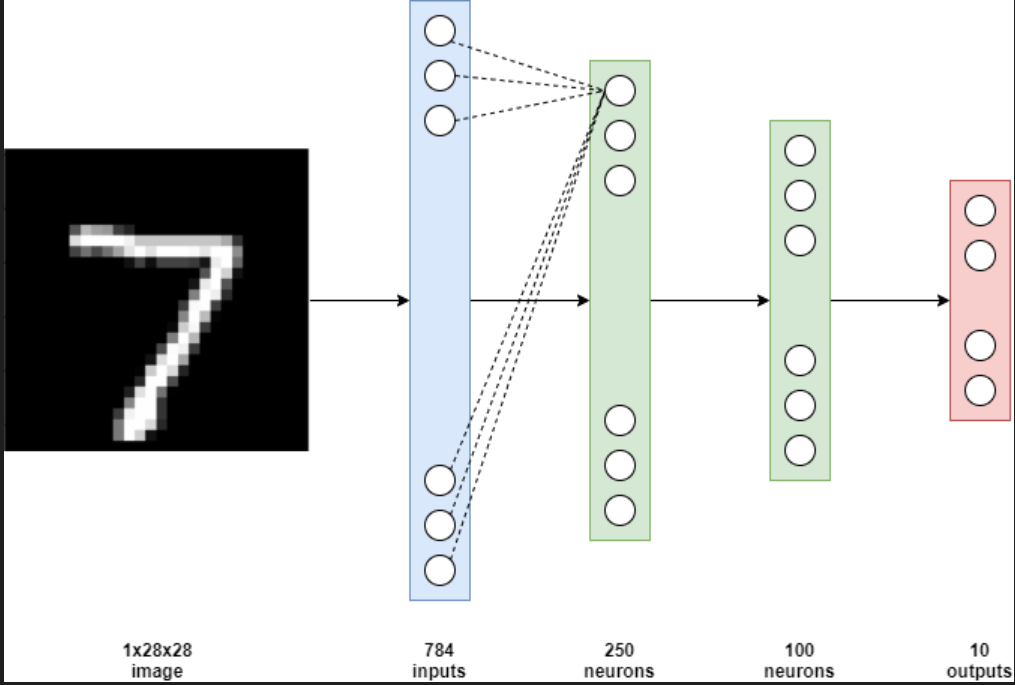 1x28x28
image
784
inputs
250
neurons
100
neurons
10
outputs